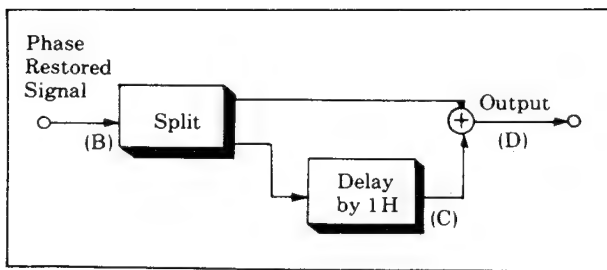 Phase
Restored
Signal
(B)
Split
Delay
by 1H
(C)
+
Output
(D)